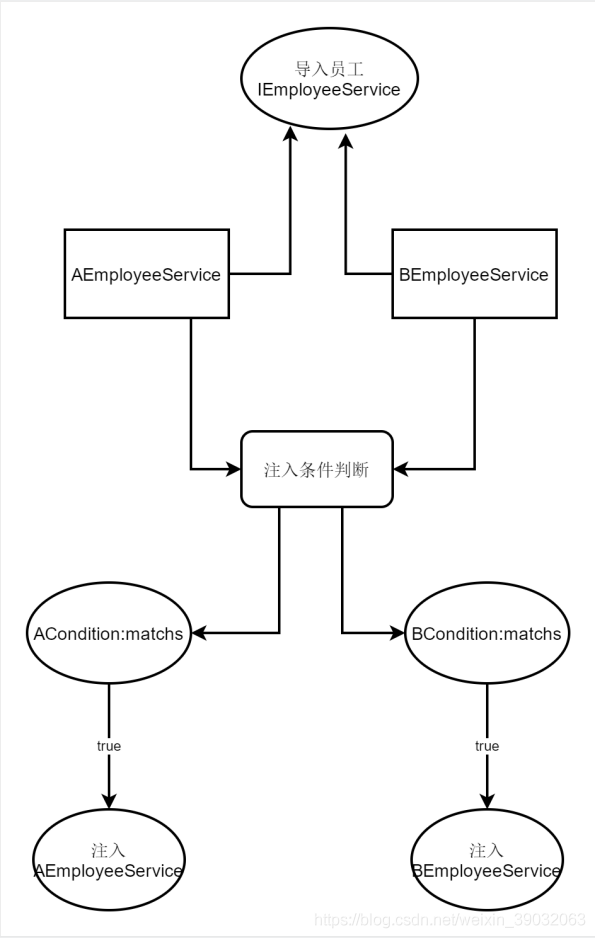 导入员工
IEmployeeService
AEmployeeService
BEmployeeService
注入条件判断
ACondition:matchs
BCondition:matchs
true
true
注入
AEmployeeService
注入
BEmployeeService
https://blog.csdn.net/weixin_39032063